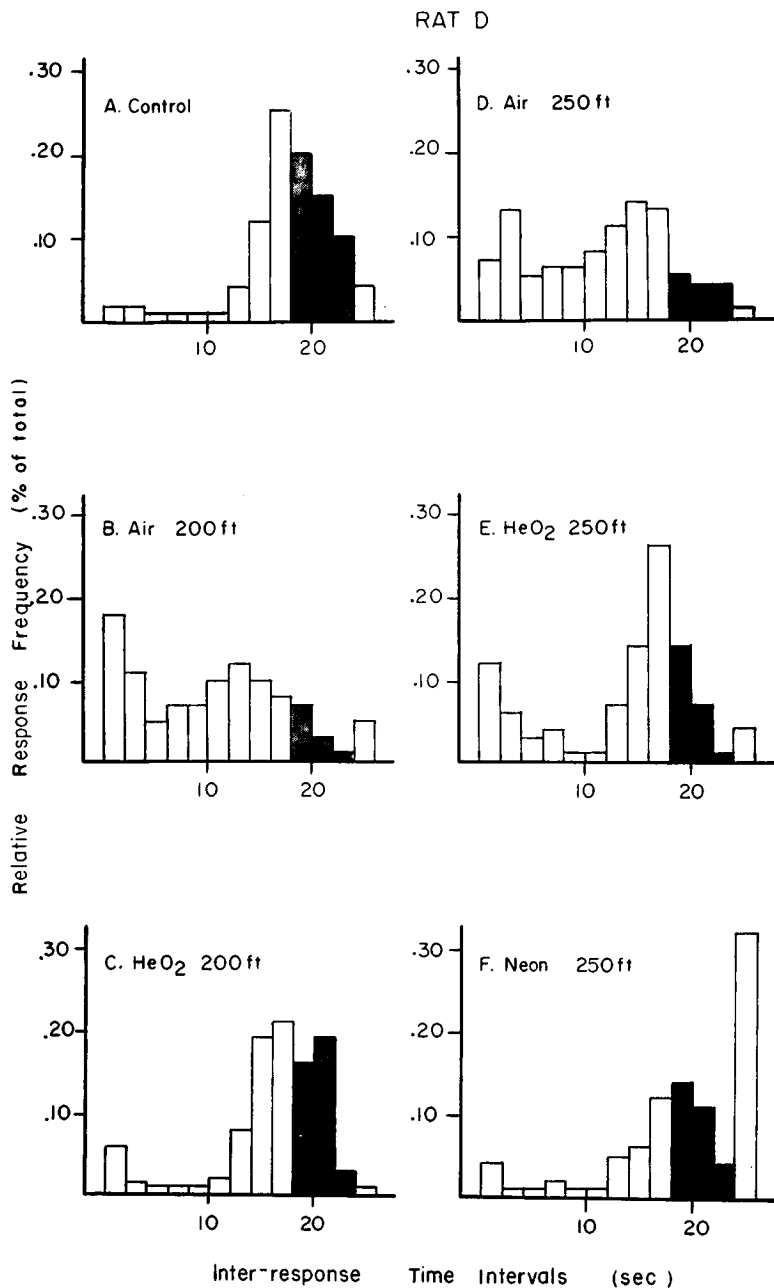 RAT D
A. Control
.30
.20
.10
10 20
D. Air 250 ft
.30
.20
.10
10 20
B. Air 200 ft
.30
.20
.10
10 20
E. HeO2 250 ft
.30
.20
.10
10 20
C. HeO2 200 ft
.30
.20
.10
10 20
F. Neon 250 ft
.30
.20
.10
10 20
Relative Response Frequency (% of total)
Inter-response Time Intervals (sec)